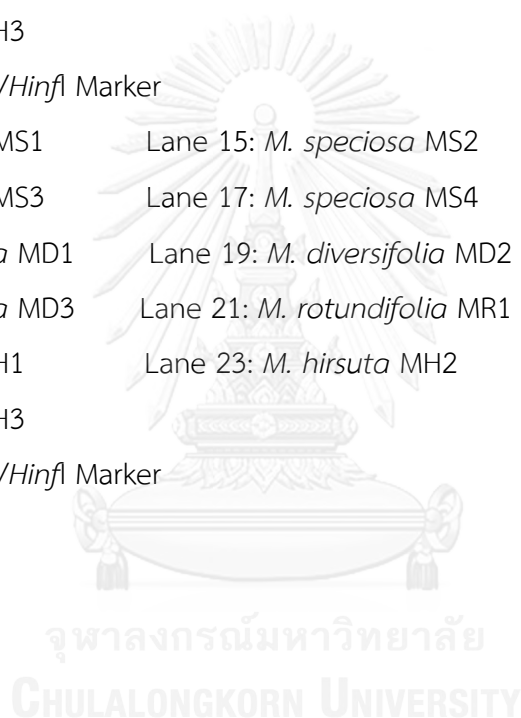 H3
/HinfI Marker
MS1 Lane 15: M. speciosa MS2
MS3 Lane 17: M. speciosa MS4
a MD1 Lane 19: M. diversifolia MD2
a MD3 Lane 21: M. rotundifolia MR1
H1 Lane 23: M. hirsuta MH2
H3
/HinfI Marker
จุฬาลงกรณ์มหาวิทยาลัย
CHULALONGKORN UNIVERSITY